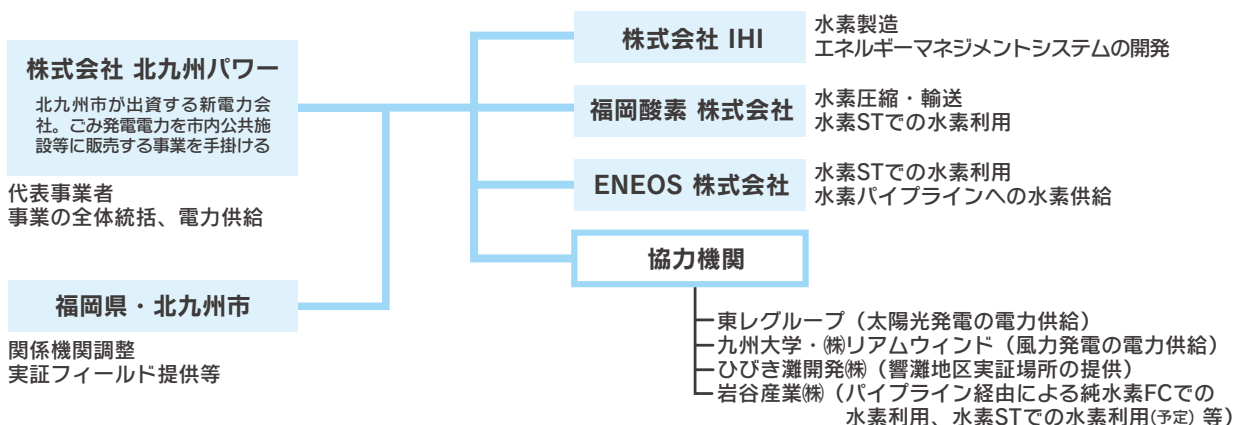 株式会社 北九州パワー
北九州市が出資する新電力会
社。ごみ発電電力を市内公共施
設等に販売する事業を手掛ける
代表事業者
事業の全体統括、電力供給
福岡県・北九州市
関係機関調整
実証フィールド提供等
株式会社 IHI
水素製造
エネルギーマネジメントシステムの開発
福岡酸素 株式会社
水素圧縮・輸送
水素STでの水素利用
ENEOS 株式会社
水素STでの水素利用
水素パイプラインへの水素供給
協力機関
東レグループ（太陽光発電の電力供給）
九州大学・㈱リアムウィンド（風力発電の電力供給）
ひびき灘開発㈱（響灘地区実証場所の提供）
岩谷産業㈱（パイプライン経由による純水素FCでの
水素利用、水素STでの水素利用(予定) 等）